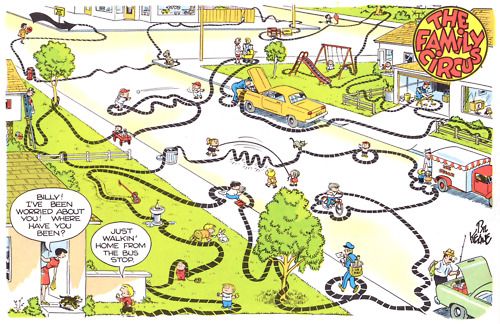 THE
FAMILY
CIRCUS
BILLY!
I'VE BEEN
WORRIED ABOUT
YOU! WHERE
HAVE YOU
BEEN?
JUST
WALKIN'
HOME FROM
THE BUS
STOP.
BIL
KEANE